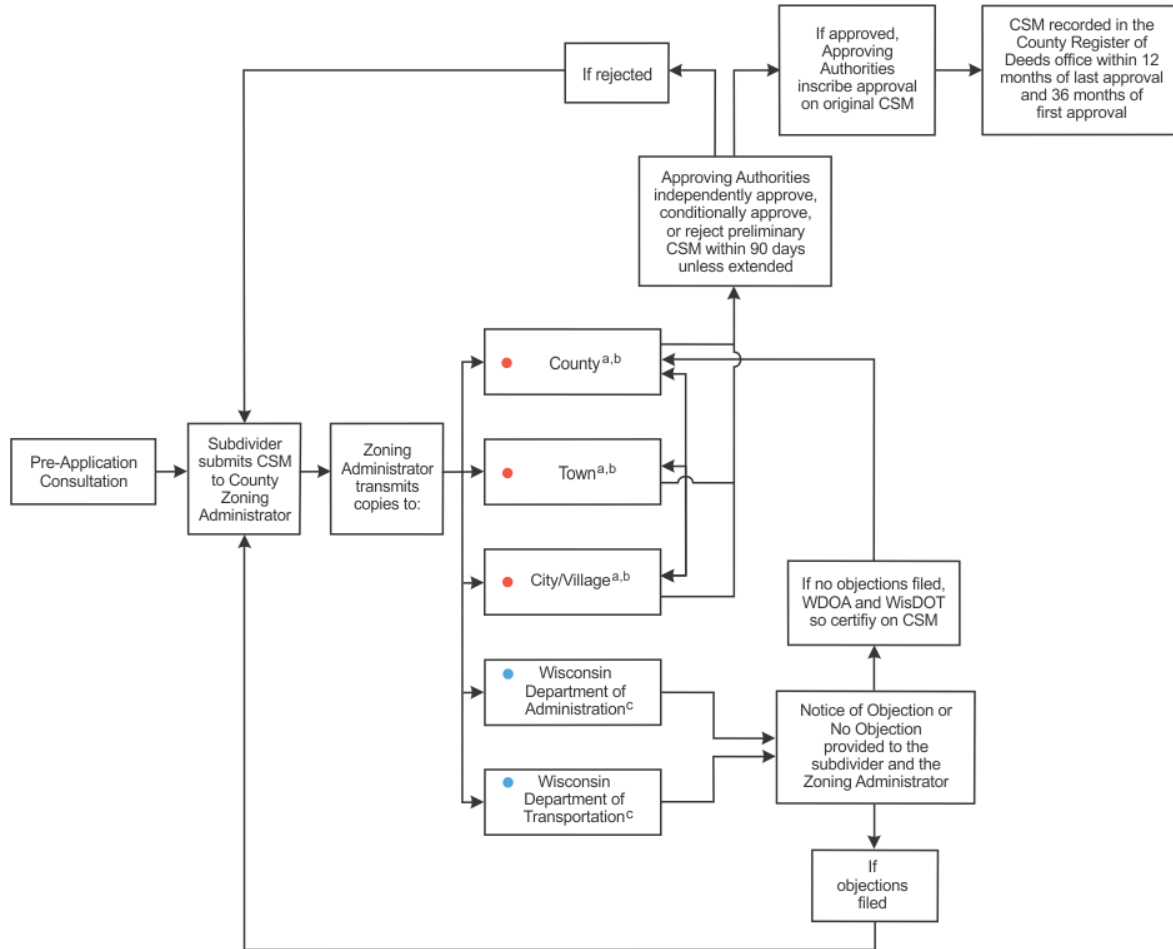 If rejected
If approved,
Approving
Authorities
inscribe approval
on original CSM
CSM recorded in the
County Register of
Deeds office within 12
months of last approval
and 36 months of
first approval
Approving Authorities
independently approve,
conditionally approve,
or reject preliminary
CSM within 90 days
unless extended
Pre-Application
Consultation
Subdivider
submits CSM
to County
Zoning
Administrator
Zoning
Administrator
transmits
copies to:
County a,b
Town a,b
City/Village a,b
Wisconsin
Department of
Administration c
Wisconsin
Department of
Transportation c
If no objections filed,
WDOA and WisDOT
so certifiy on CSM
Notice of Objection or
No Objection
provided to the
subdivider and the
Zoning Administrator
If
objections
filed